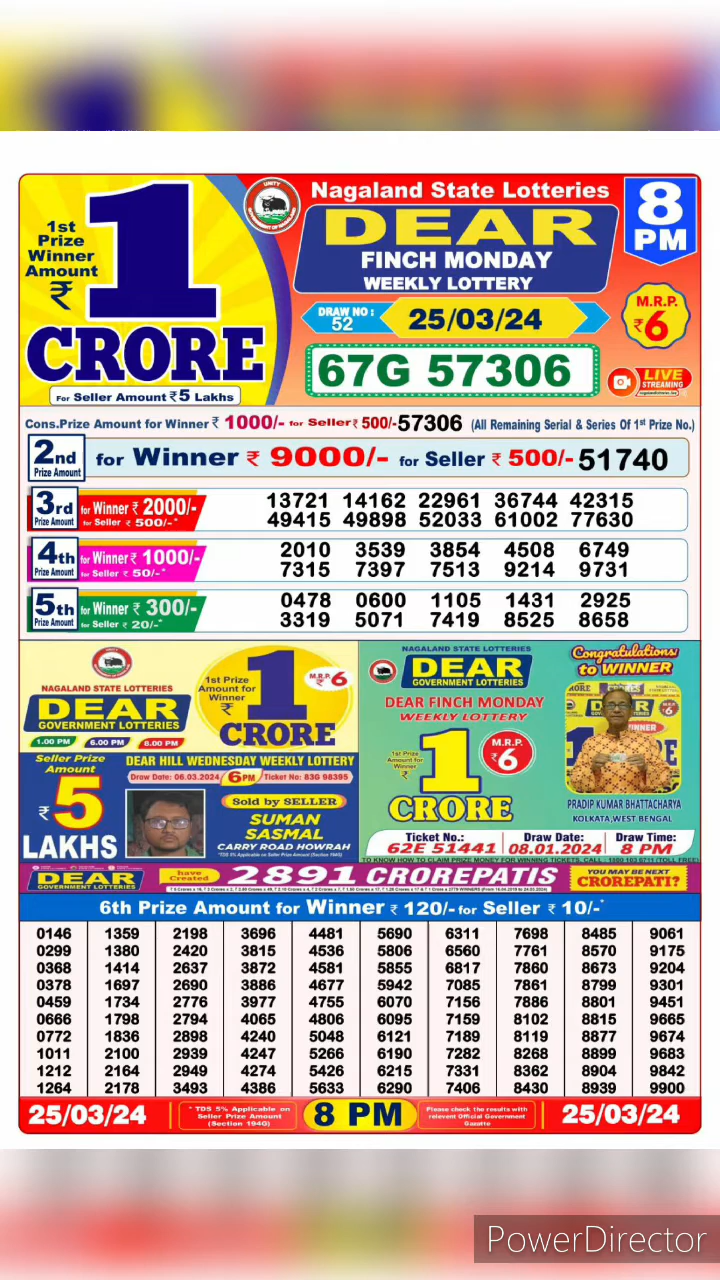 1st
Prize
Winner
Amount
₹
1
CRORE
For Seller Amount ₹5 Lakhs
UNITY
GOVERNMENT OF NAGALAND
Nagaland State Lotteries
DEAR
FINCH MONDAY
WEEKLY LOTTERY
8
PM
DRAW NO :
52
25/03/24
M.R.P.
₹6
67G 57306
LIVE
STREAMING
Cons.Prize Amount for Winner ₹ 1000/- for Seller ₹ 500/- 57306 (All Remaining Serial & Series Of 1st Prize No.)
2nd
Prize Amount
for Winner ₹ 9000/- for Seller ₹ 500/- 51740
3rd
Prize Amount
for Winner ₹ 2000/-
for Seller ₹ 500/-*
13721 14162 22961 36744 42315
49415 49898 52033 61002 77630
4th
Prize Amount
for Winner ₹ 1000/-
for Seller ₹ 50/-*
2010 3539 3854 4508 6749
7315 7397 7513 9214 9731
5th
Prize Amount
for Winner ₹ 300/-
for Seller ₹ 20/-*
0478 0600 1105 1431 2925
3319 5071 7419 8525 8658
NAGALAND STATE LOTTERIES
DEAR
GOVERNMENT LOTTERIES
1.00 PM 6.00 PM 8.00 PM
1st Prize
Amount for
Winner
₹
1
CRORE
M.R.P.
₹6
Seller Prize
Amount
₹5
LAKHS
DEAR HILL WEDNESDAY WEEKLY LOTTERY
Draw Date: 06.03.2024 6PM Ticket No: 83G 98395
Sold by SELLER
SUMAN
SASMAL
CARRY ROAD HOWRAH
*TDS 5% Applicable on Seller Prize Amount (Section 194G)
NAGALAND STATE LOTTERIES
DEAR
GOVERNMENT LOTTERIES
DEAR FINCH MONDAY
WEEKLY LOTTERY
1st Prize
Amount for
Winner
₹
1
CRORE
M.R.P.
₹6
Congratulations
to WINNER
PRADIP KUMAR BHATTACHARYA
KOLKATA,WEST BENGAL
Ticket No.: Draw Date: Draw Time:
62E 51441 08.01.2024 8 PM
DEAR
GOVERNMENT LOTTERIES
have
Created
2891 CROREPATIS
YOU MAY BE NEXT
CROREPATI?
6th Prize Amount for Winner ₹ 120/- for Seller ₹ 10/-*
0146 1359 2198 3696 4481 5690 6311 7698 8485 9061
0299 1380 2420 3815 4536 5806 6560 7761 8570 9175
0368 1414 2637 3872 4581 5855 6817 7860 8673 9204
0378 1697 2690 3886 4677 5942 7085 7861 8799 9301
0459 1734 2776 3977 4755 6070 7156 7886 8801 9451
0666 1798 2794 4065 4806 6095 7159 8102 8815 9665
0772 1836 2898 4240 5048 6121 7189 8119 8877 9674
1011 2100 2939 4247 5266 6190 7282 8268 8899 9683
1212 2164 2949 4274 5426 6215 7331 8362 8904 9842
1264 2178 3493 4386 5633 6290 7406 8430 8939 9900
25/03/24
* TDS 5% Applicable on
Seller Prize Amount
(Section 194G)
8 PM
Please check the results with
relevent Official Government
Gazette
25/03/24
PowerDirector